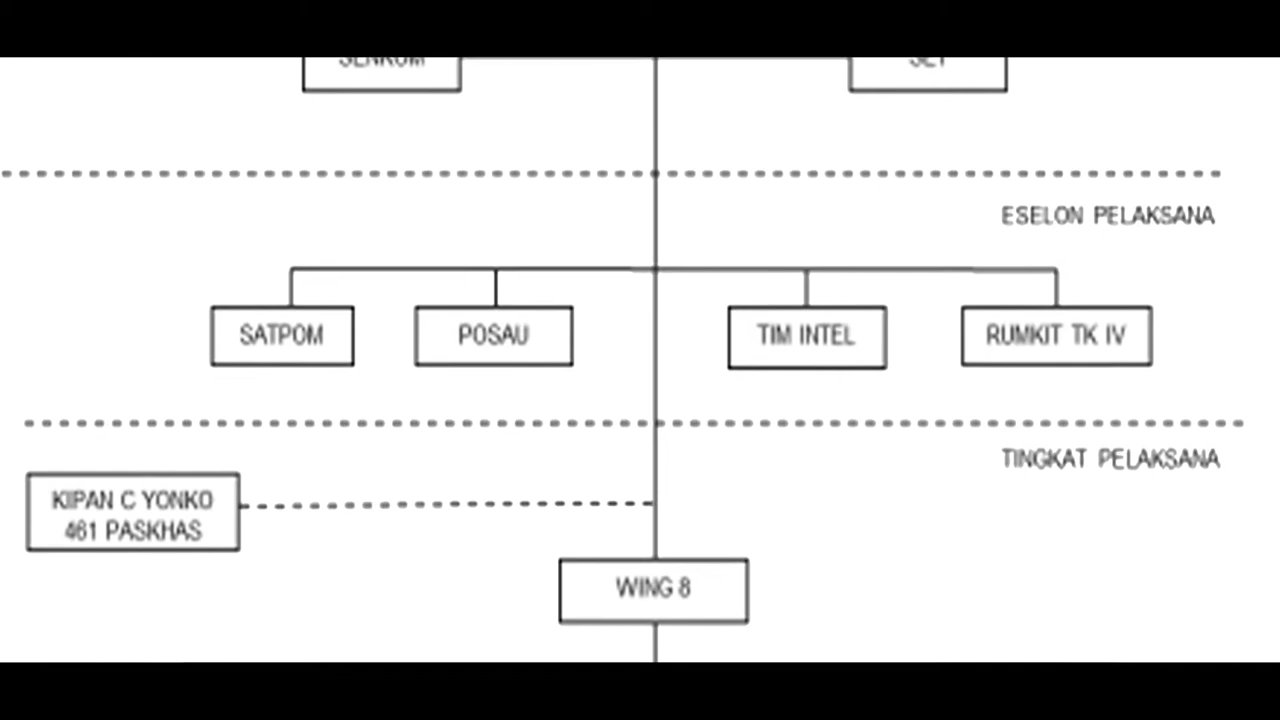 ESELON PELAKSANA
SATPOM
POSAU
TIM INTEL
RUMKIT TK IV
TINGKAT PELAKSANA
KIPAN C YONKO
461 PASKHAS
WING 8